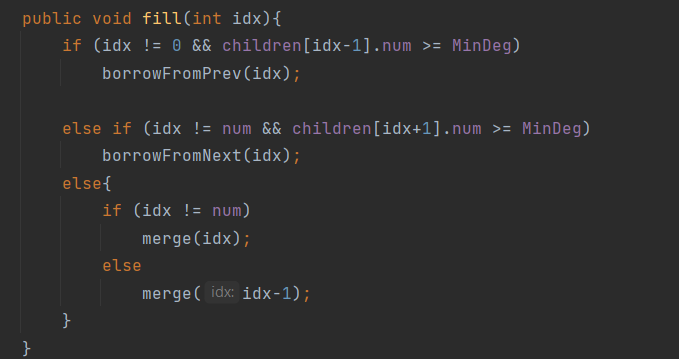 public void fill(int idx){
    if (idx != 0 && children[idx-1].num >= MinDeg)
        borrowFromPrev(idx);

    else if (idx != num && children[idx+1].num >= MinDeg)
        borrowFromNext(idx);
    else{
        if (idx != num)
            merge(idx);
        else
            merge( idx: idx-1);
    }
}